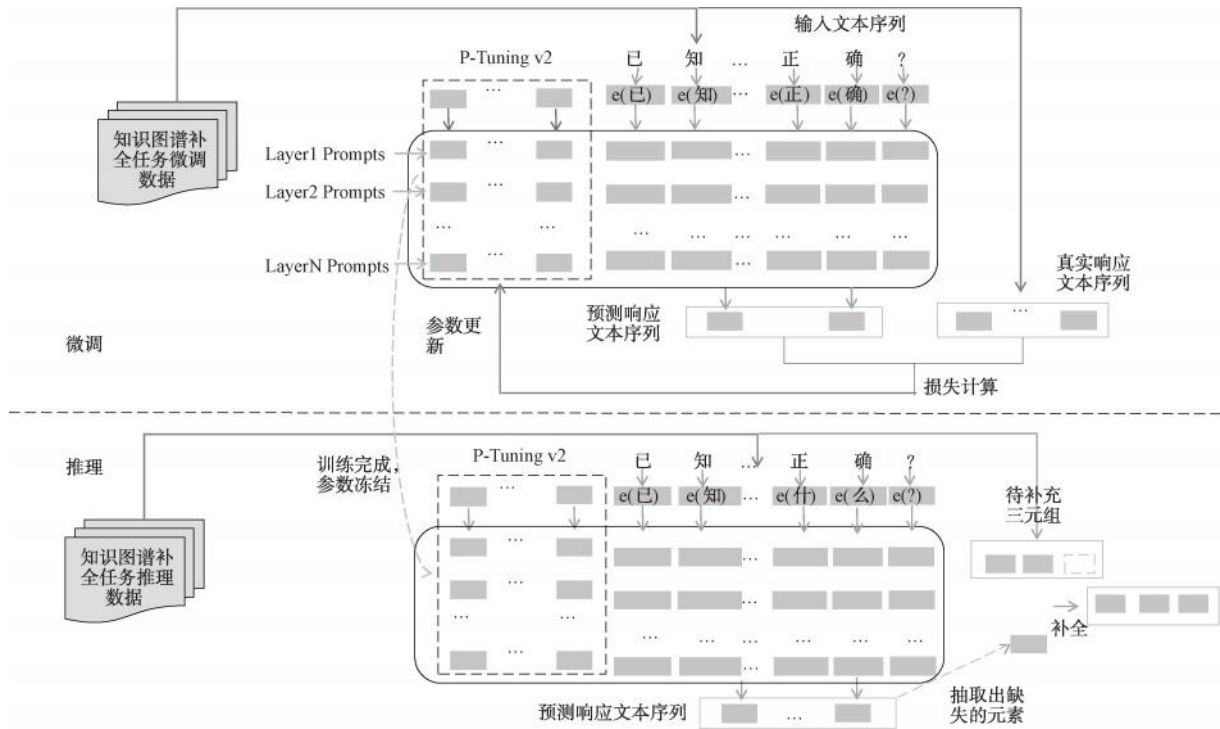 输入文本序列
P-Tuning v2
已 知 … 正 确 ?
e(已) e(知) … e(正) e(确) e(?)
…
知识图谱补
全任务微调
数据
Layer1 Prompts
… …
Layer2 Prompts
… …
… … … … … … … …
LayerN Prompts
… …
真实响应
文本序列
预测响应
文本序列
…
参数更
新
微调
损失计算
推理
训练完成,
参数冻结
P-Tuning v2
已 知 … 正 确 ?
e(已) e(知) … e(什) e(么) e(?)
…
待补充
三元组
知识图谱补
全任务推理
数据
… …
… …
… … … … … … … …
… …
补全
预测响应文本序列
…
抽取出缺
失的元素